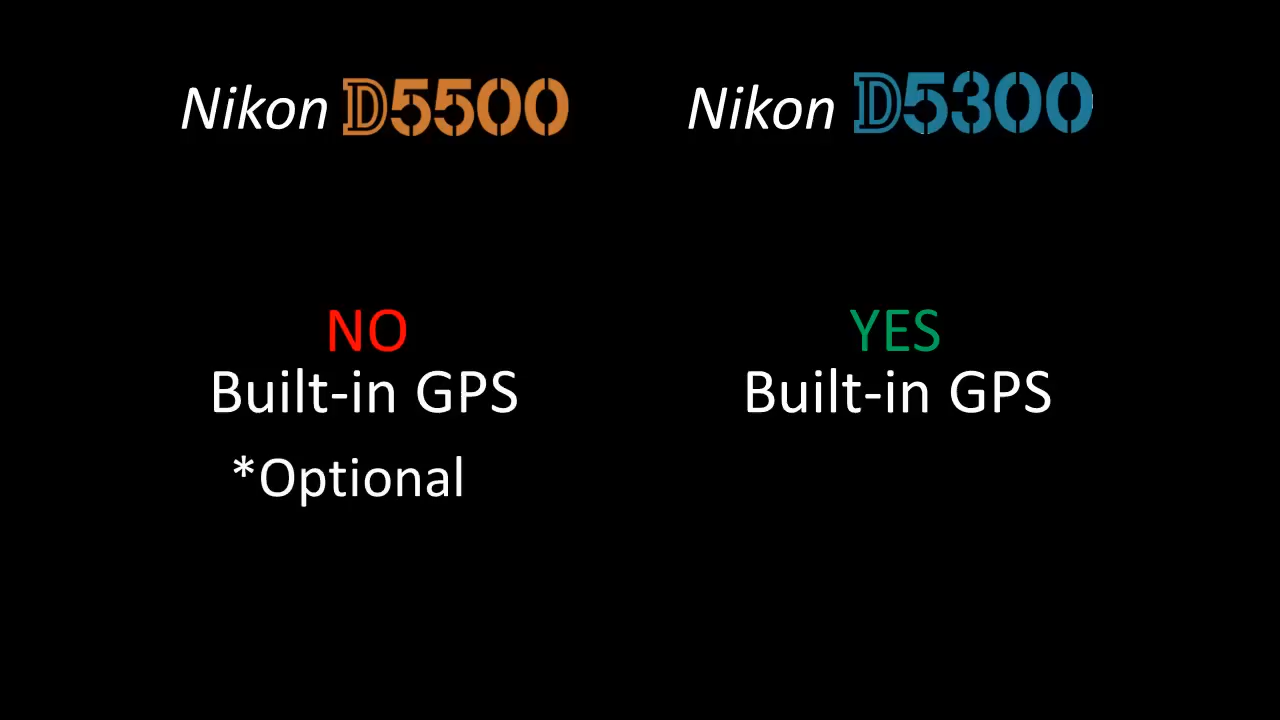 Nikon D5500
Nikon D5300
NO
Built-in GPS
*Optional
YES
Built-in GPS